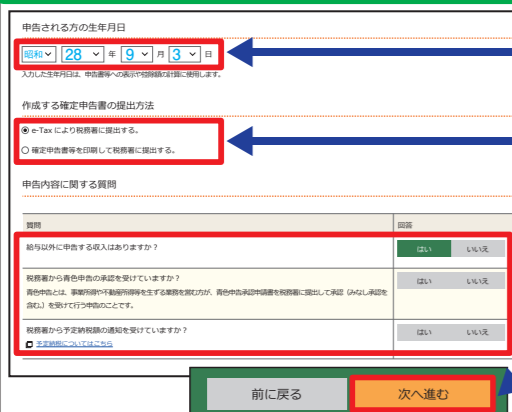 申告される方の生年月日
昭和 28 年 9 月 3 日
入力した生年月日は、申告書等への表示や控除額の計算に使用します。
作成する確定申告書の提出方法
e-Tax により税務署に提出する。
確定申告書等を印刷して税務署に提出する。
申告内容に関する質問
質問 回答
給与以外に申告する収入はありますか？ はい いいえ
税務署から青色申告の承認を受けていますか？ はい いいえ
青色申告とは、事業所得や不動産所得等を生ずる業務を営む方が、青色申告承認申請書を税務署に提出して承認（みなし承認を
含む。）を受けて行う申告のことです。
税務署から予定納税額の通知を受けていますか？ はい いいえ
予定納税についてはこちら
前に戻る 次へ進む